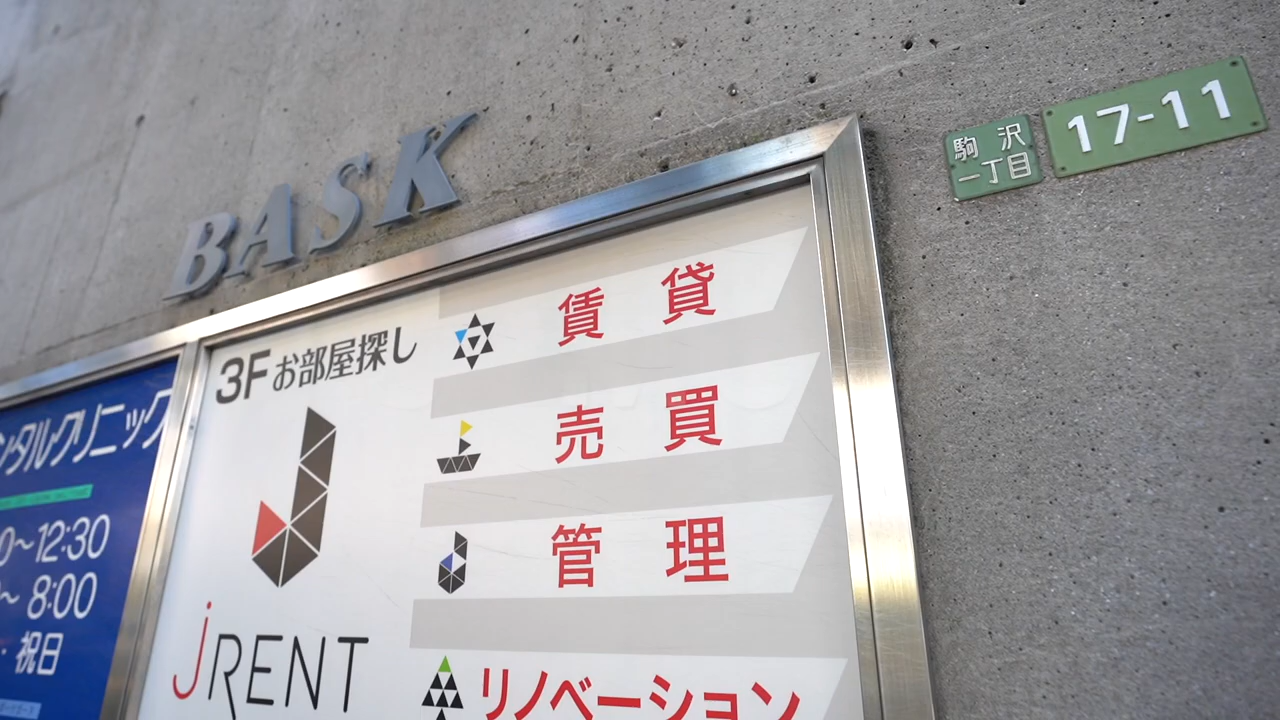 BASK
駒沢
一丁目
17-11
3Fお部屋探し
jRENT
賃貸
売買
管理
リノベーション
ンタルクリニック
0〜12:30
〜 8:00
・祝日